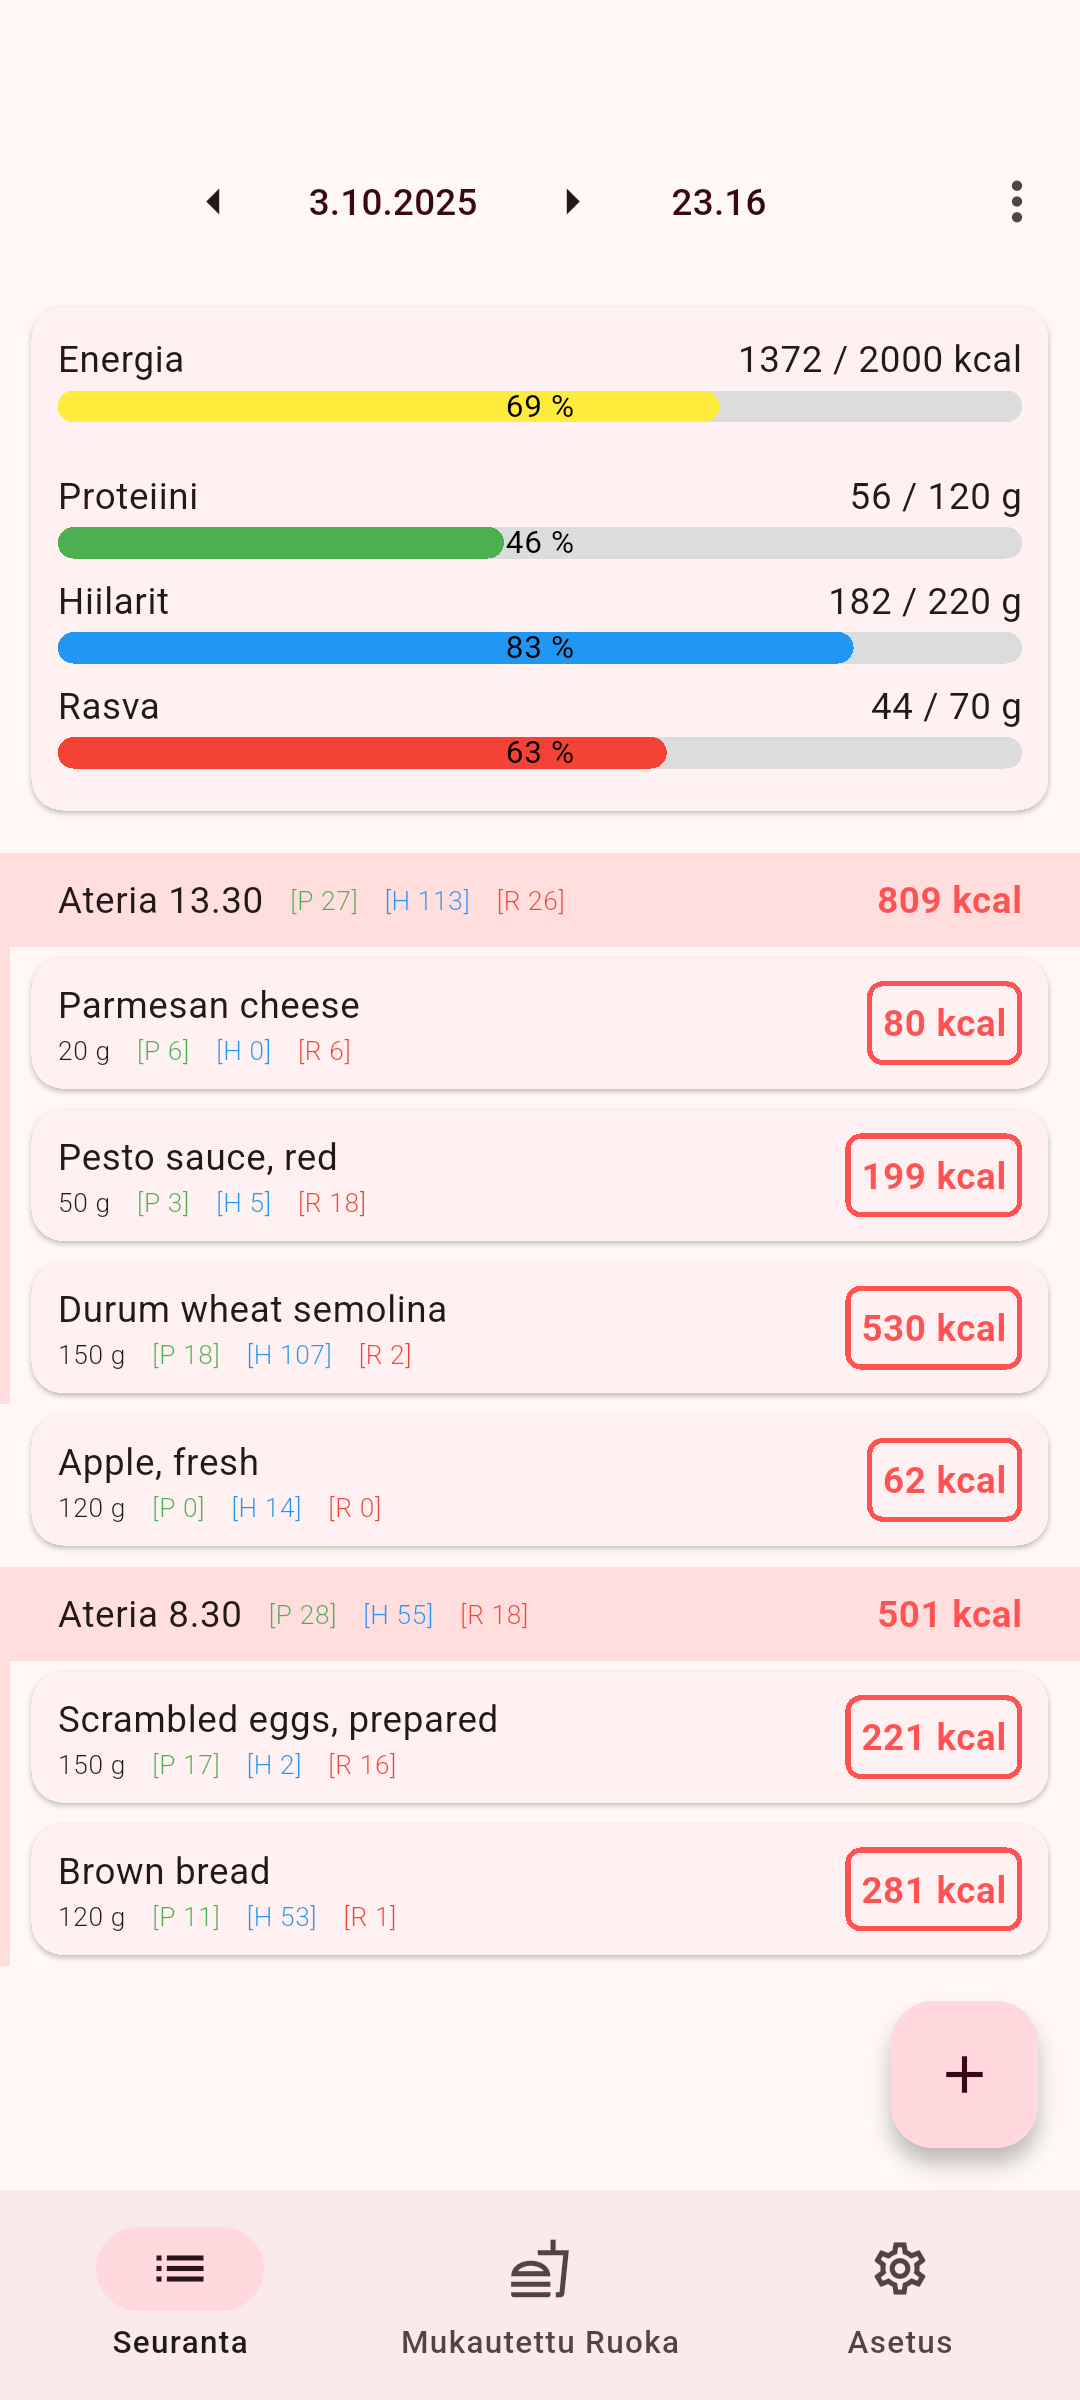 3.10.2025 23.16
Energia 1372 / 2000 kcal
69 %
Proteiini 56 / 120 g
46 %
Hiilarit 182 / 220 g
83 %
Rasva 44 / 70 g
63 %
Ateria 13.30 [P 27] [H 113] [R 26] 809 kcal
Parmesan cheese
20 g [P 6] [H 0] [R 6]
80 kcal
Pesto sauce, red
50 g [P 3] [H 5] [R 18]
199 kcal
Durum wheat semolina
150 g [P 18] [H 107] [R 2]
530 kcal
Apple, fresh
120 g [P 0] [H 14] [R 0]
62 kcal
Ateria 8.30 [P 28] [H 55] [R 18] 501 kcal
Scrambled eggs, prepared
150 g [P 17] [H 2] [R 16]
221 kcal
Brown bread
120 g [P 11] [H 53] [R 1]
281 kcal
Seuranta Mukautettu Ruoka Asetus